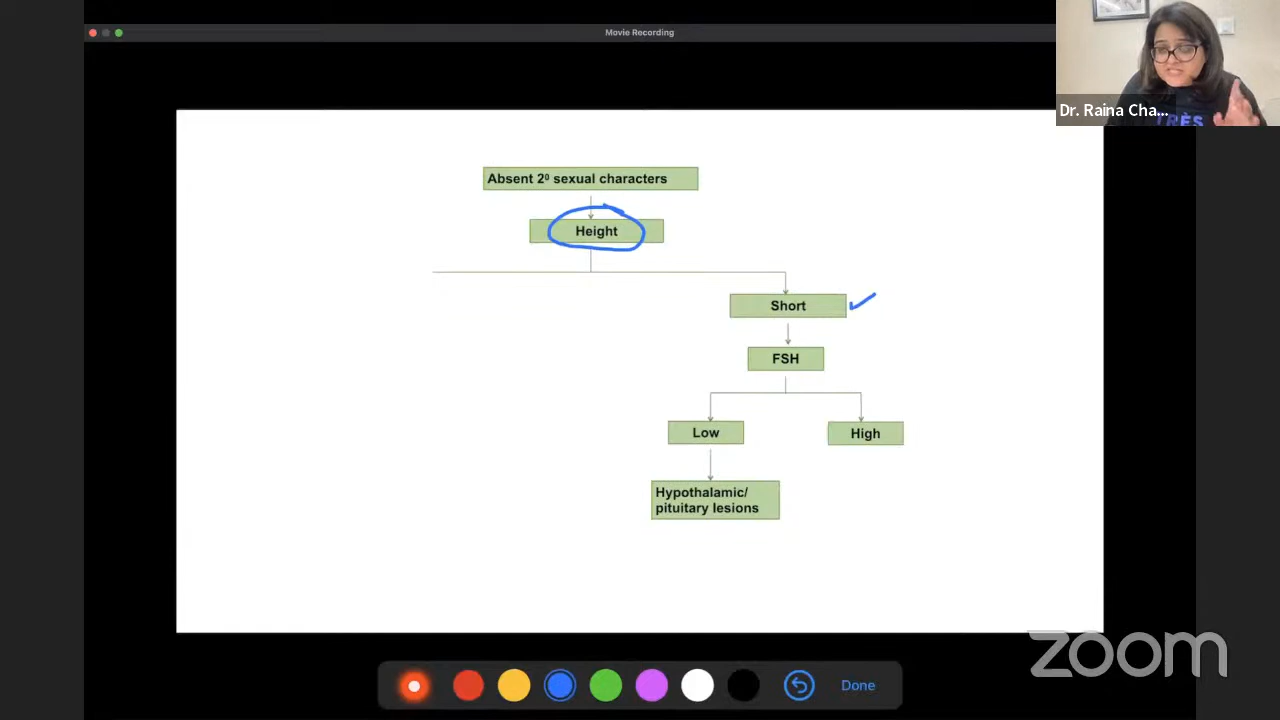 Movie Recording
Dr. Raina Cha...
TRÈS
Absent 2⁰ sexual characters
Height
Short
FSH
Low
High
Hypothalamic/
pituitary lesions
zoom
Done